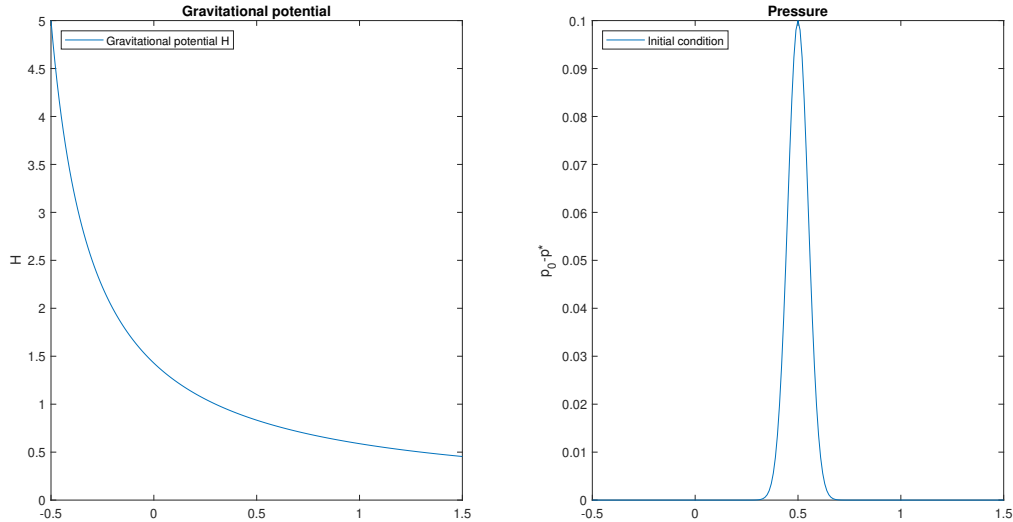 Gravitational potential
Gravitational potential H
H
5
4.5
4
3.5
3
2.5
2
1.5
1
0.5
0
-0.5 0 0.5 1 1.5
Pressure
Initial condition
p_0-p*
0.1
0.09
0.08
0.07
0.06
0.05
0.04
0.03
0.02
0.01
0
-0.5 0 0.5 1 1.5